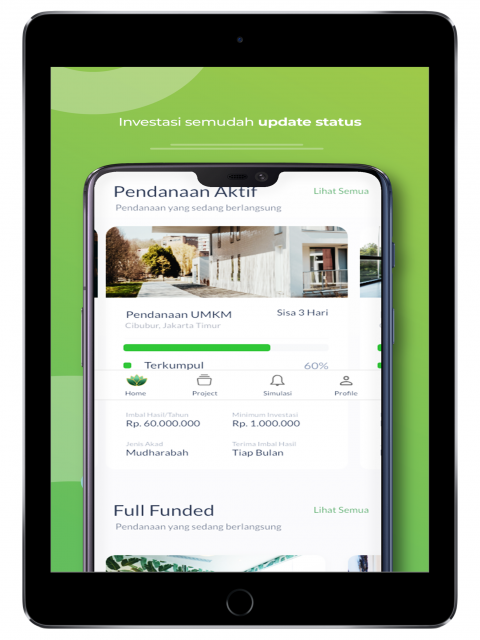 Investasi semudah update status
Pendanaan Aktif
Lihat Semua
Pendanaan yang sedang berlangsung
Pendanaan UMKM
Sisa 3 Hari
Cibubur, Jakarta Timur
Terkumpul
60%
Home
Project
Simulasi
Profile
Imbal Hasil/Tahun
Minimum Investasi
Rp. 60.000.000
Rp. 1.000.000
Jenis Akad
Terima Imbal Hasil
Mudharabah
Tiap Bulan
Full Funded
Lihat Semua
Pendanaan yang sedang berlangsung